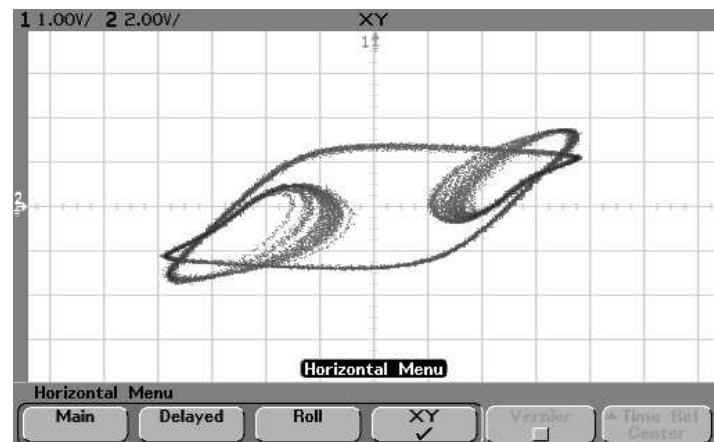 1 1.00V/ 2 2.00V/ XY
1
2
Horizontal Menu
Horizontal Menu
Main Delayed Roll XY Vernier Time Ref
Center